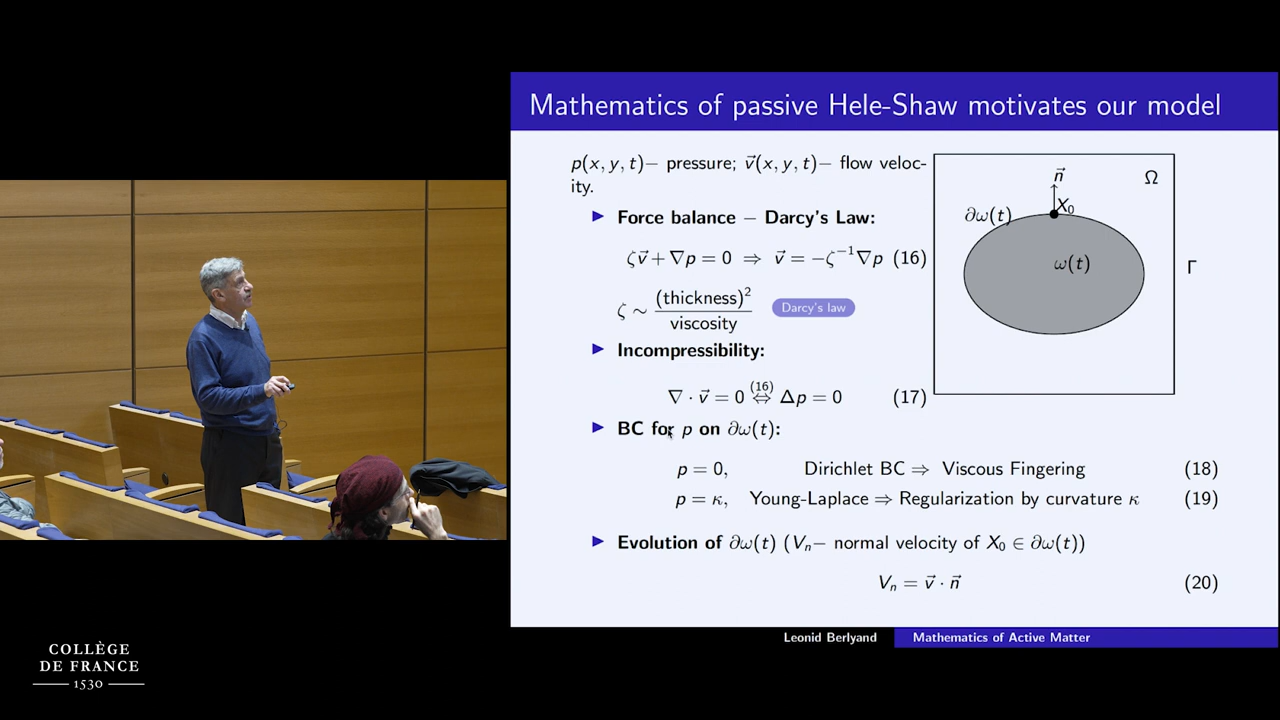 Mathematics of passive Hele-Shaw motivates our model
p(x, y, t)− pressure; v⃗(x, y, t)− flow veloc-
ity.
▶ Force balance – Darcy's Law:
ζv⃗ + ∇p = 0 ⇒ v⃗ = −ζ⁻¹∇p (16)
ζ ∼ (thickness)² / viscosity
Darcy's law
▶ Incompressibility:
∇ · v⃗ = 0 (16)⇔ Δp = 0 (17)
▶ BC for p on ∂ω(t):
p = 0, Dirichlet BC ⇒ Viscous Fingering (18)
p = κ, Young-Laplace ⇒ Regularization by curvature κ (19)
▶ Evolution of ∂ω(t) (Vₙ− normal velocity of X₀ ∈ ∂ω(t))
Vₙ = v⃗ · n⃗ (20)
n⃗
Ω
X₀
∂ω(t)
ω(t)
Γ
Leonid Berlyand
Mathematics of Active Matter
COLLÈGE
DE FRANCE
1530